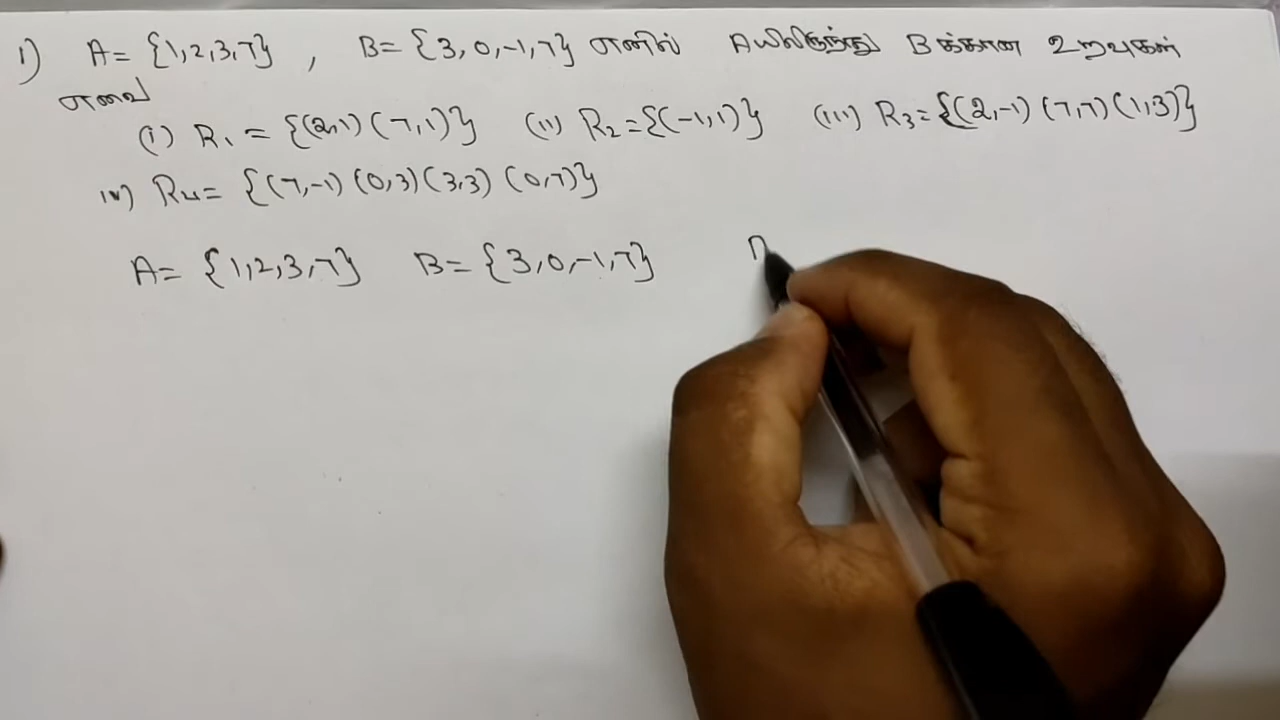 1) A= {1,2,3,7} , B= {3,0,-1,7} எனில் A யிலிருந்து B க்கான உறவுகள்
எவை
(i) R₁ = {(2,1)(7,1)} (ii) R₂={(-1,1)} (iii) R₃={(2,-1)(7,7)(1,3)}
iv) R₄= {(7,-1)(0,3)(3,3)(0,7)}
A= {1,2,3,7} B= {3,0,-1,7}